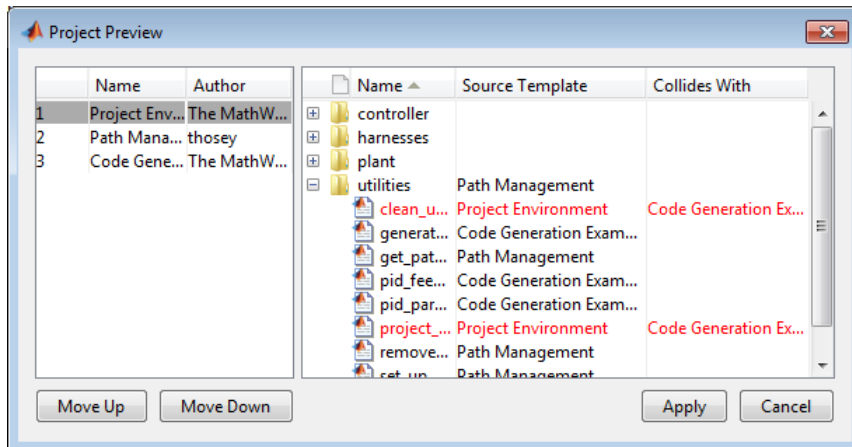 Project Preview
Name Author
1 Project Env... The MathW...
2 Path Mana... thosey
3 Code Gene... The MathW...
Name Source Template Collides With
controller
harnesses
plant
utilities Path Management
clean_u... Project Environment Code Generation Ex...
generat... Code Generation Exam...
get_pat... Path Management
pid_fee... Code Generation Exam...
pid_par... Code Generation Exam...
project_... Project Environment Code Generation Ex...
remove... Path Management
set_up... Path Management
Move Up Move Down Apply Cancel